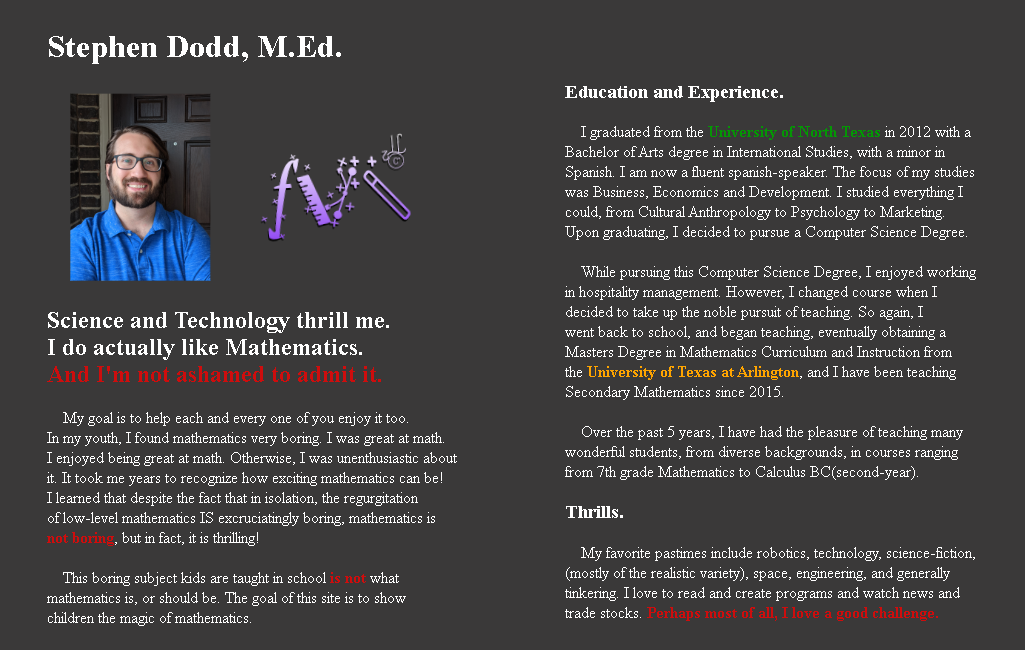 Stephen Dodd, M.Ed.
Science and Technology thrill me.
I do actually like Mathematics.
And I'm not ashamed to admit it.
My goal is to help each and every one of you enjoy it too.
In my youth, I found mathematics very boring. I was great at math.
I enjoyed being great at math. Otherwise, I was unenthusiastic about
it. It took me years to recognize how exciting mathematics can be!
I learned that despite the fact that in isolation, the regurgitation
of low-level mathematics IS excruciatingly boring, mathematics is
not boring, but in fact, it is thrilling!
This boring subject kids are taught in school is not what
mathematics is, or should be. The goal of this site is to show
children the magic of mathematics.
Education and Experience.
I graduated from the University of North Texas in 2012 with a
Bachelor of Arts degree in International Studies, with a minor in
Spanish. I am now a fluent spanish-speaker. The focus of my studies
was Business, Economics and Development. I studied everything I
could, from Cultural Anthropology to Psychology to Marketing.
Upon graduating, I decided to pursue a Computer Science Degree.
While pursuing this Computer Science Degree, I enjoyed working
in hospitality management. However, I changed course when I
decided to take up the noble pursuit of teaching. So again, I
went back to school, and began teaching, eventually obtaining a
Masters Degree in Mathematics Curriculum and Instruction from
the University of Texas at Arlington, and I have been teaching
Secondary Mathematics since 2015.
Over the past 5 years, I have had the pleasure of teaching many
wonderful students, from diverse backgrounds, in courses ranging
from 7th grade Mathematics to Calculus BC(second-year).
Thrills.
My favorite pastimes include robotics, technology, science-fiction,
(mostly of the realistic variety), space, engineering, and generally
tinkering. I love to read and create programs and watch news and
trade stocks. Perhaps most of all, I love a good challenge.